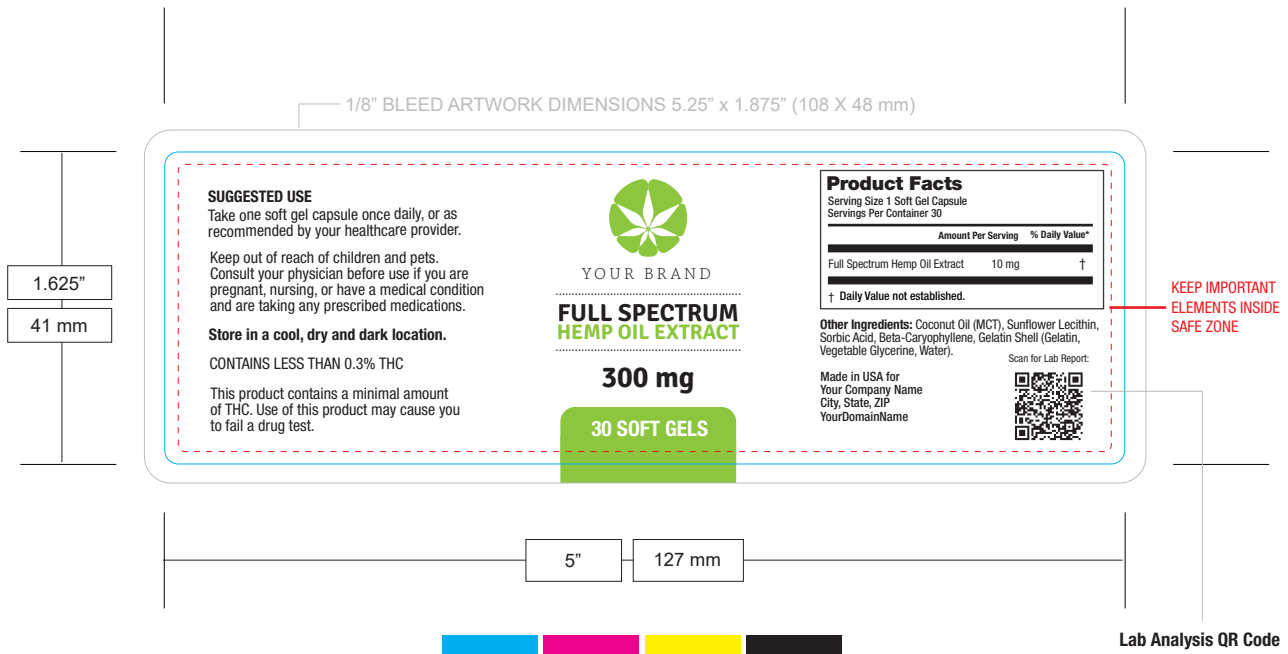 1/8” BLEED ARTWORK DIMENSIONS 5.25” x 1.875” (108 X 48 mm)
SUGGESTED USE
Take one soft gel capsule once daily, or as
recommended by your healthcare provider.
Keep out of reach of children and pets.
Consult your physician before use if you are
pregnant, nursing, or have a medical condition
and are taking any prescribed medications.
Store in a cool, dry and dark location.
CONTAINS LESS THAN 0.3% THC
This product contains a minimal amount
of THC. Use of this product may cause you
to fail a drug test.
YOUR BRAND
FULL SPECTRUM
HEMP OIL EXTRACT
300 mg
30 SOFT GELS
Product Facts
Serving Size 1 Soft Gel Capsule
Servings Per Container 30
Amount Per Serving % Daily Value*
Full Spectrum Hemp Oil Extract 10 mg †
† Daily Value not established.
Other Ingredients: Coconut Oil (MCT), Sunflower Lecithin,
Sorbic Acid, Beta-Caryophyllene, Gelatin Shell (Gelatin,
Vegetable Glycerine, Water).
Scan for Lab Report:
Made in USA for
Your Company Name
City, State, ZIP
YourDomainName
1.625”
41 mm
KEEP IMPORTANT
ELEMENTS INSIDE
SAFE ZONE
5”
127 mm
Lab Analysis QR Code